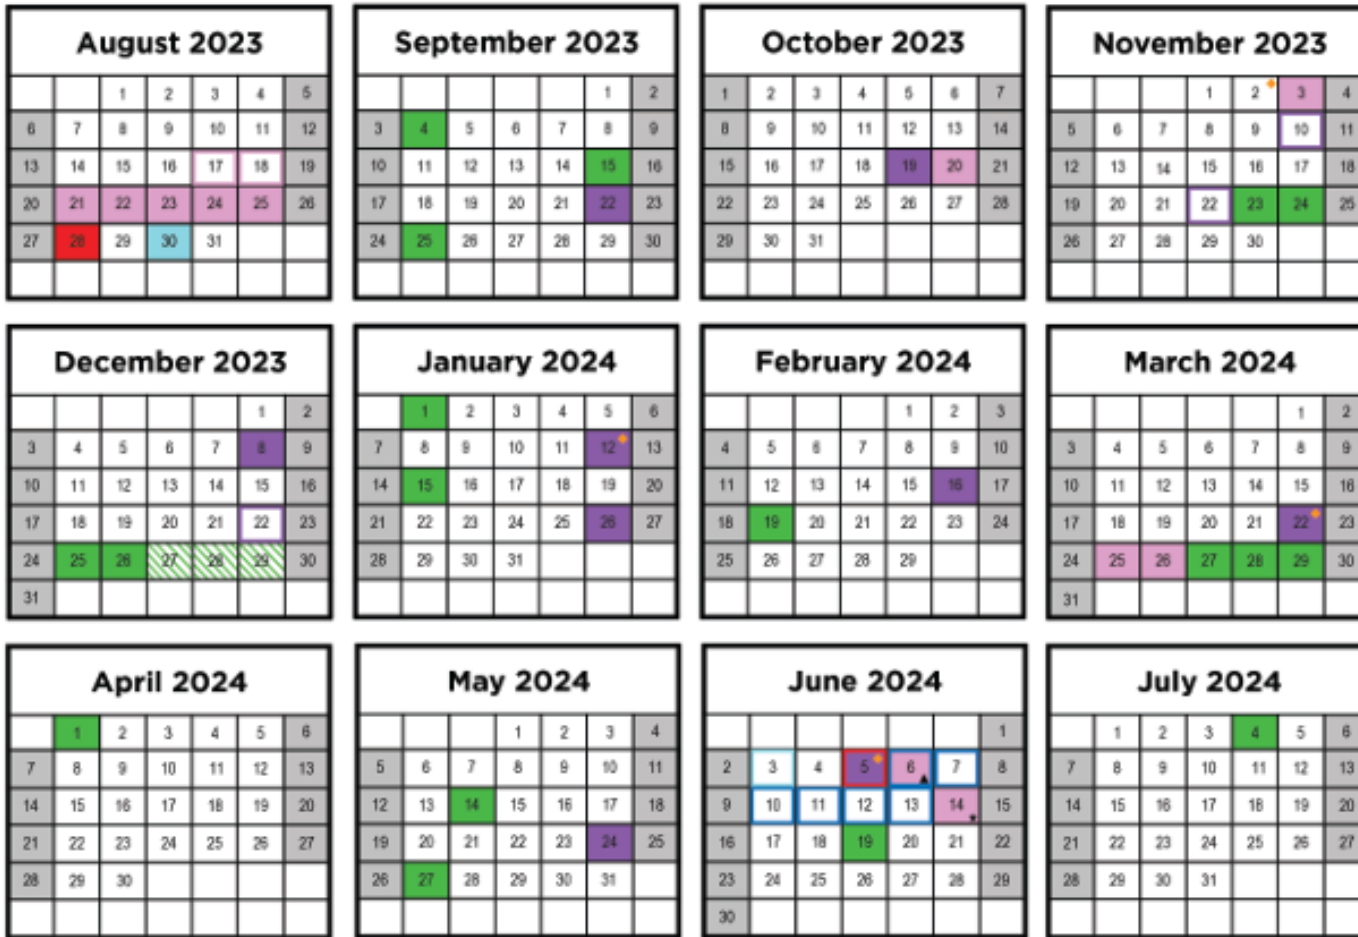 August 2023
1 2 3 4 5
6 7 8 9 10 11 12
13 14 15 16 17 18 19
20 21 22 23 24 25 26
27 28 29 30 31
September 2023
1 2
3 4 5 6 7 8 9
10 11 12 13 14 15 16
17 18 19 20 21 22 23
24 25 26 27 28 29 30
October 2023
1 2 3 4 5 6 7
8 9 10 11 12 13 14
15 16 17 18 19 20 21
22 23 24 25 26 27 28
29 30 31
November 2023
1 2 3 4
5 6 7 8 9 10 11
12 13 14 15 16 17 18
19 20 21 22 23 24 25
26 27 28 29 30
December 2023
1 2
3 4 5 6 7 8 9
10 11 12 13 14 15 16
17 18 19 20 21 22 23
24 25 26 27 28 29 30
31
January 2024
1 2 3 4 5 6
7 8 9 10 11 12 13
14 15 16 17 18 19 20
21 22 23 24 25 26 27
28 29 30 31
February 2024
1 2 3
4 5 6 7 8 9 10
11 12 13 14 15 16 17
18 19 20 21 22 23 24
25 26 27 28 29
March 2024
1 2
3 4 5 6 7 8 9
10 11 12 13 14 15 16
17 18 19 20 21 22 23
24 25 26 27 28 29 30
31
April 2024
1 2 3 4 5 6
7 8 9 10 11 12 13
14 15 16 17 18 19 20
21 22 23 24 25 26 27
28 29 30
May 2024
1 2 3 4
5 6 7 8 9 10 11
12 13 14 15 16 17 18
19 20 21 22 23 24 25
26 27 28 29 30 31
June 2024
1
2 3 4 5 6 7 8
9 10 11 12 13 14 15
16 17 18 19 20 21 22
23 24 25 26 27 28 29
30
July 2024
1 2 3 4 5 6
7 8 9 10 11 12 13
14 15 16 17 18 19 20
21 22 23 24 25 26 27
28 29 30 31